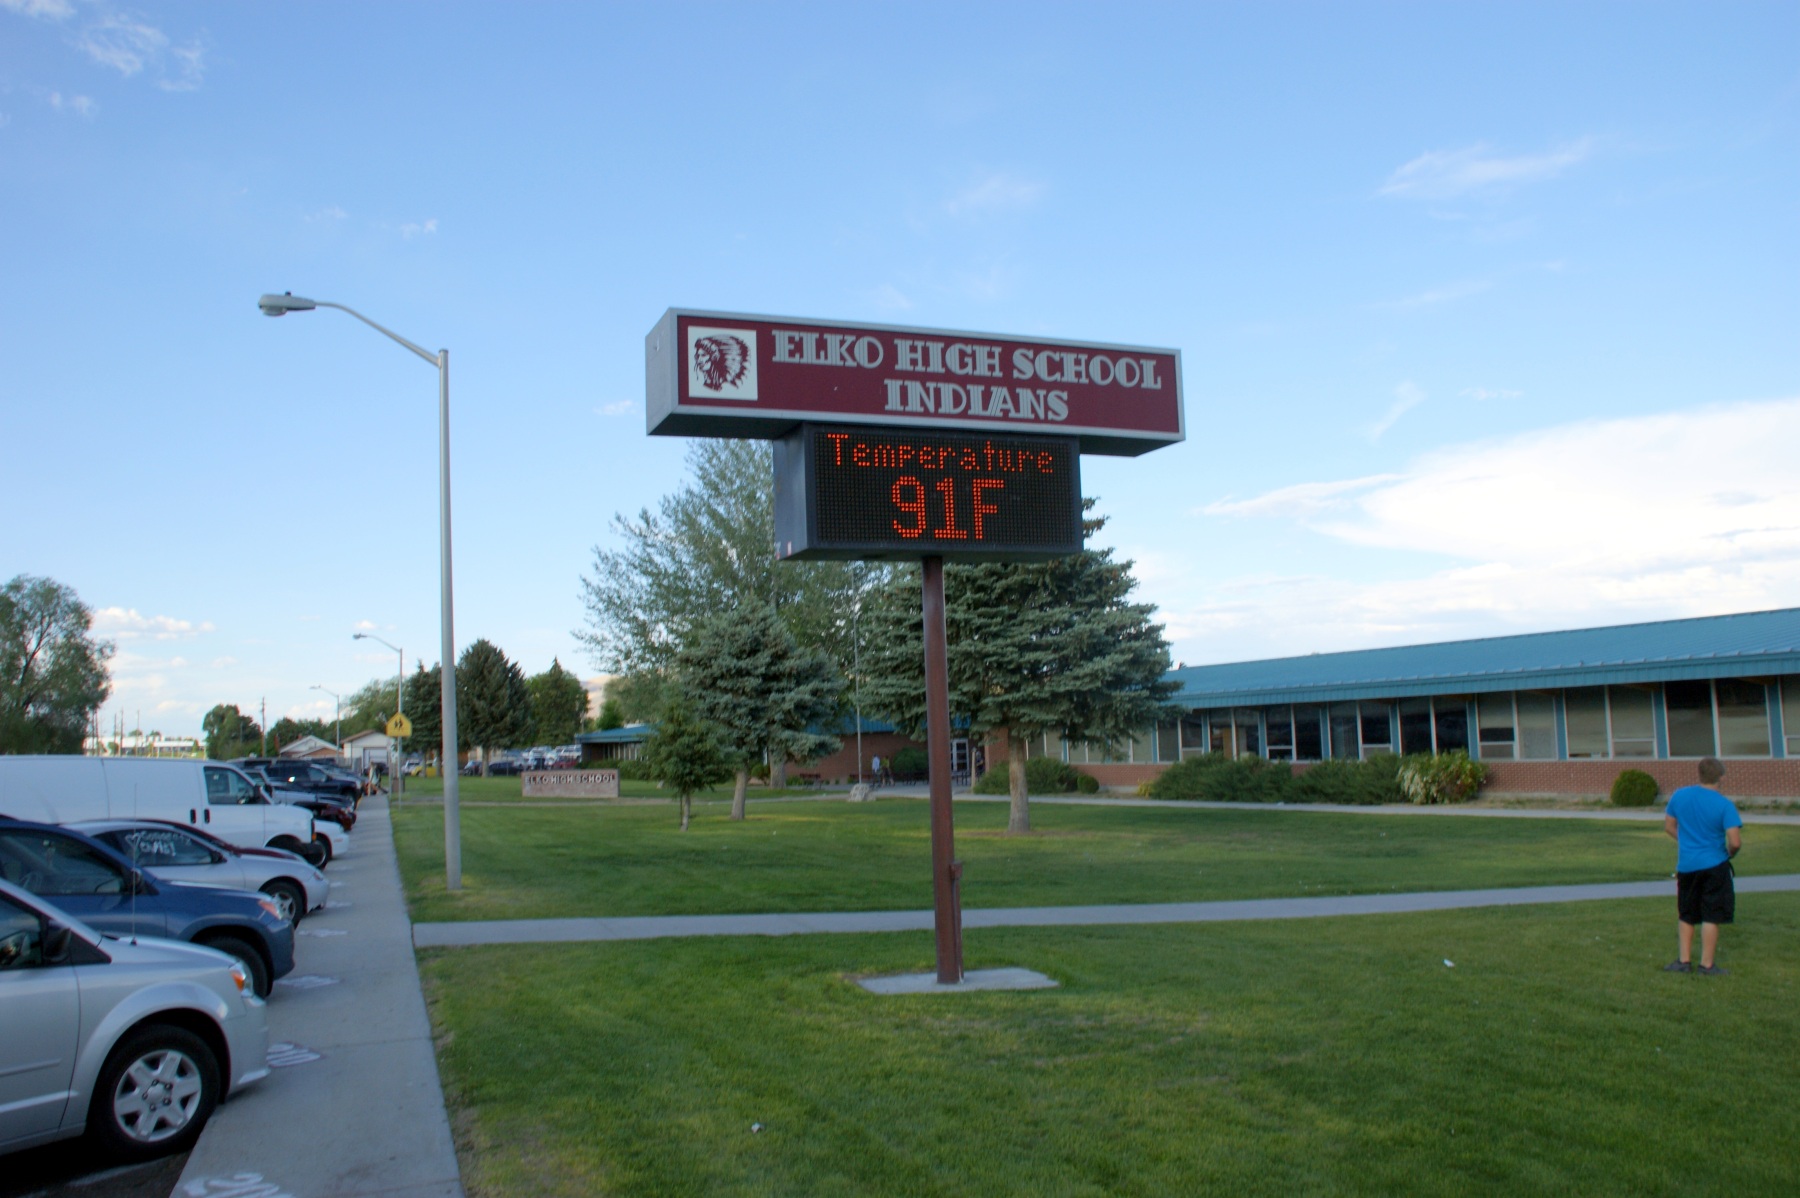 ELKO HIGH SCHOOL
INDIANS
Temperature
91F
ELKO HIGH SCHOOL